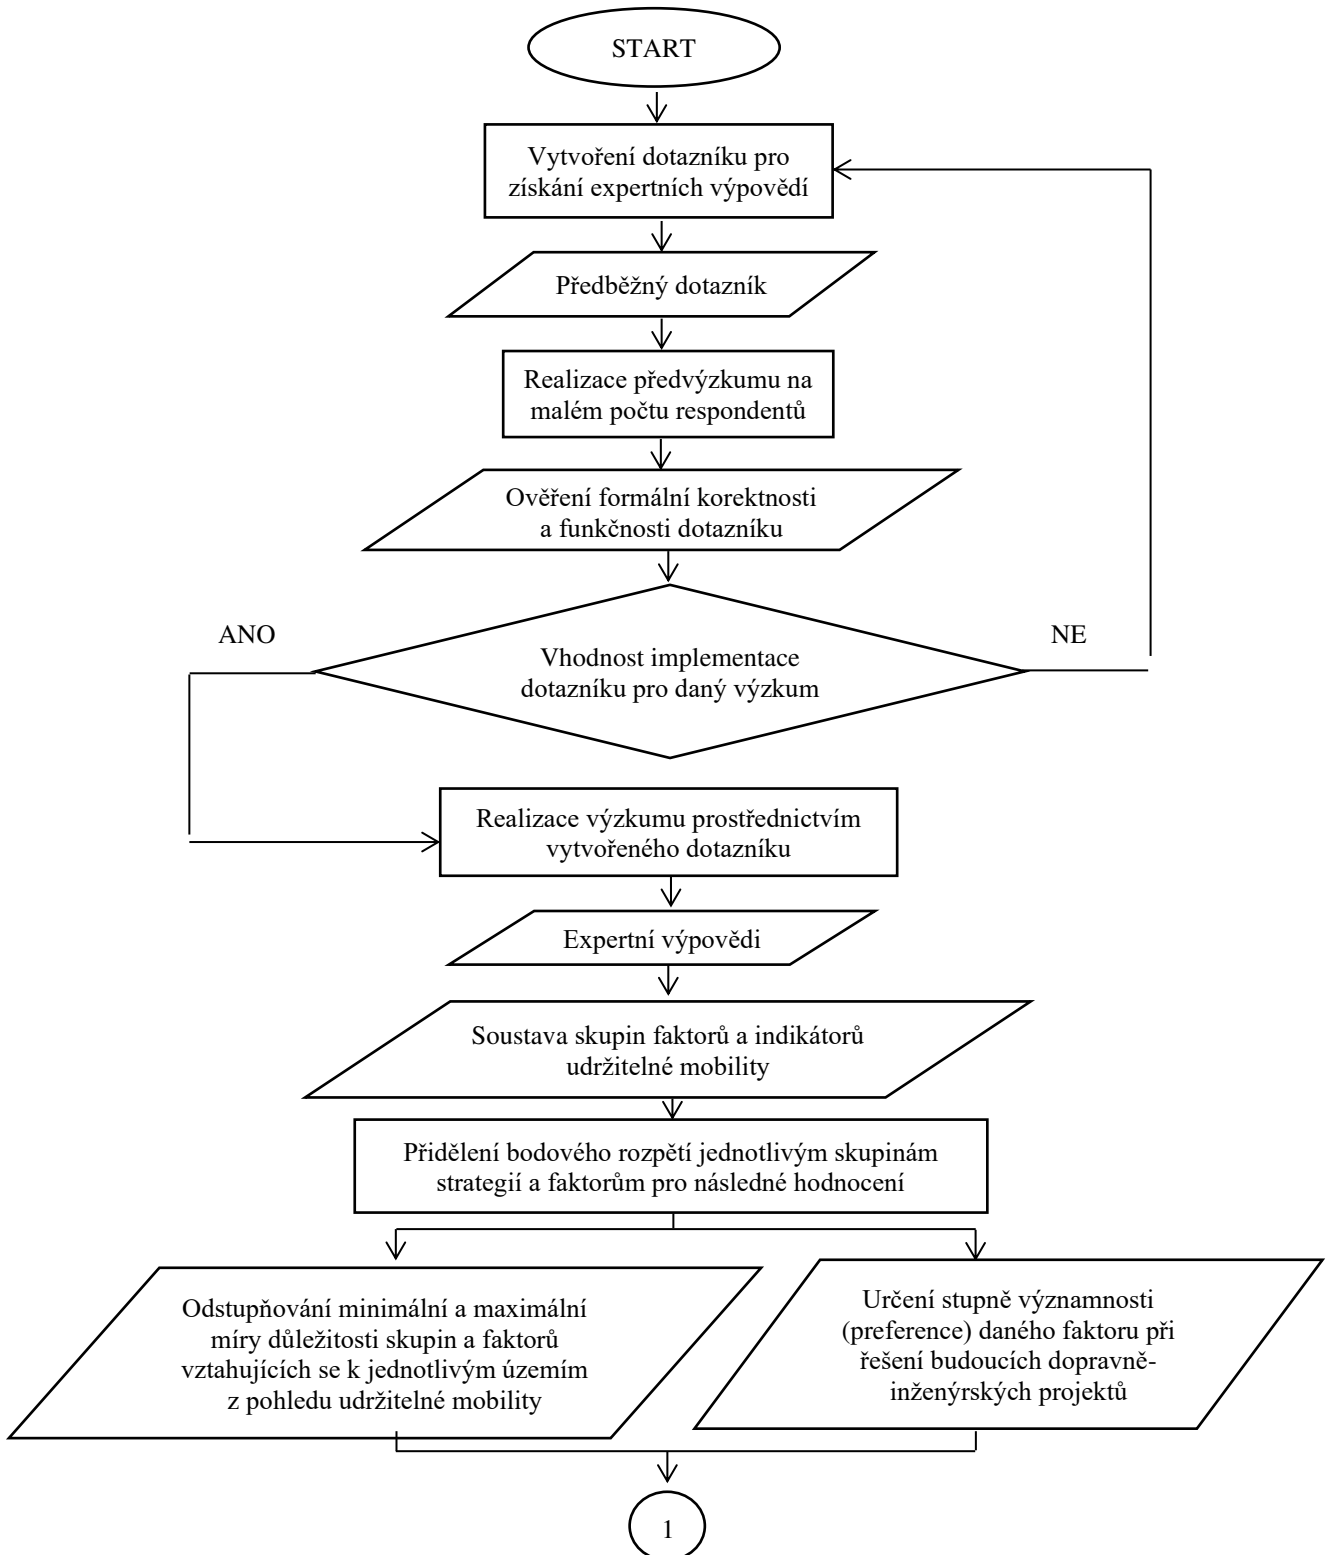 START
Vytvoření dotazníku pro
získání expertních výpovědí
Předběžný dotazník
Realizace předvýzkumu na
malém počtu respondentů
Ověření formální korektnosti
a funkčnosti dotazníku
ANO
NE
Vhodnost implementace
dotazníku pro daný výzkum
Realizace výzkumu prostřednictvím
vytvořeného dotazníku
Expertní výpovědi
Soustava skupin faktorů a indikátorů
udržitelné mobility
Přidělení bodového rozpětí jednotlivým skupinám
strategií a faktorům pro následné hodnocení
Odstupňování minimální a maximální
míry důležitosti skupin a faktorů
vztahujících se k jednotlivým územím
z pohledu udržitelné mobility
Určení stupně významnosti
(preference) daného faktoru při
řešení budoucích dopravně-
inženýrských projektů
1